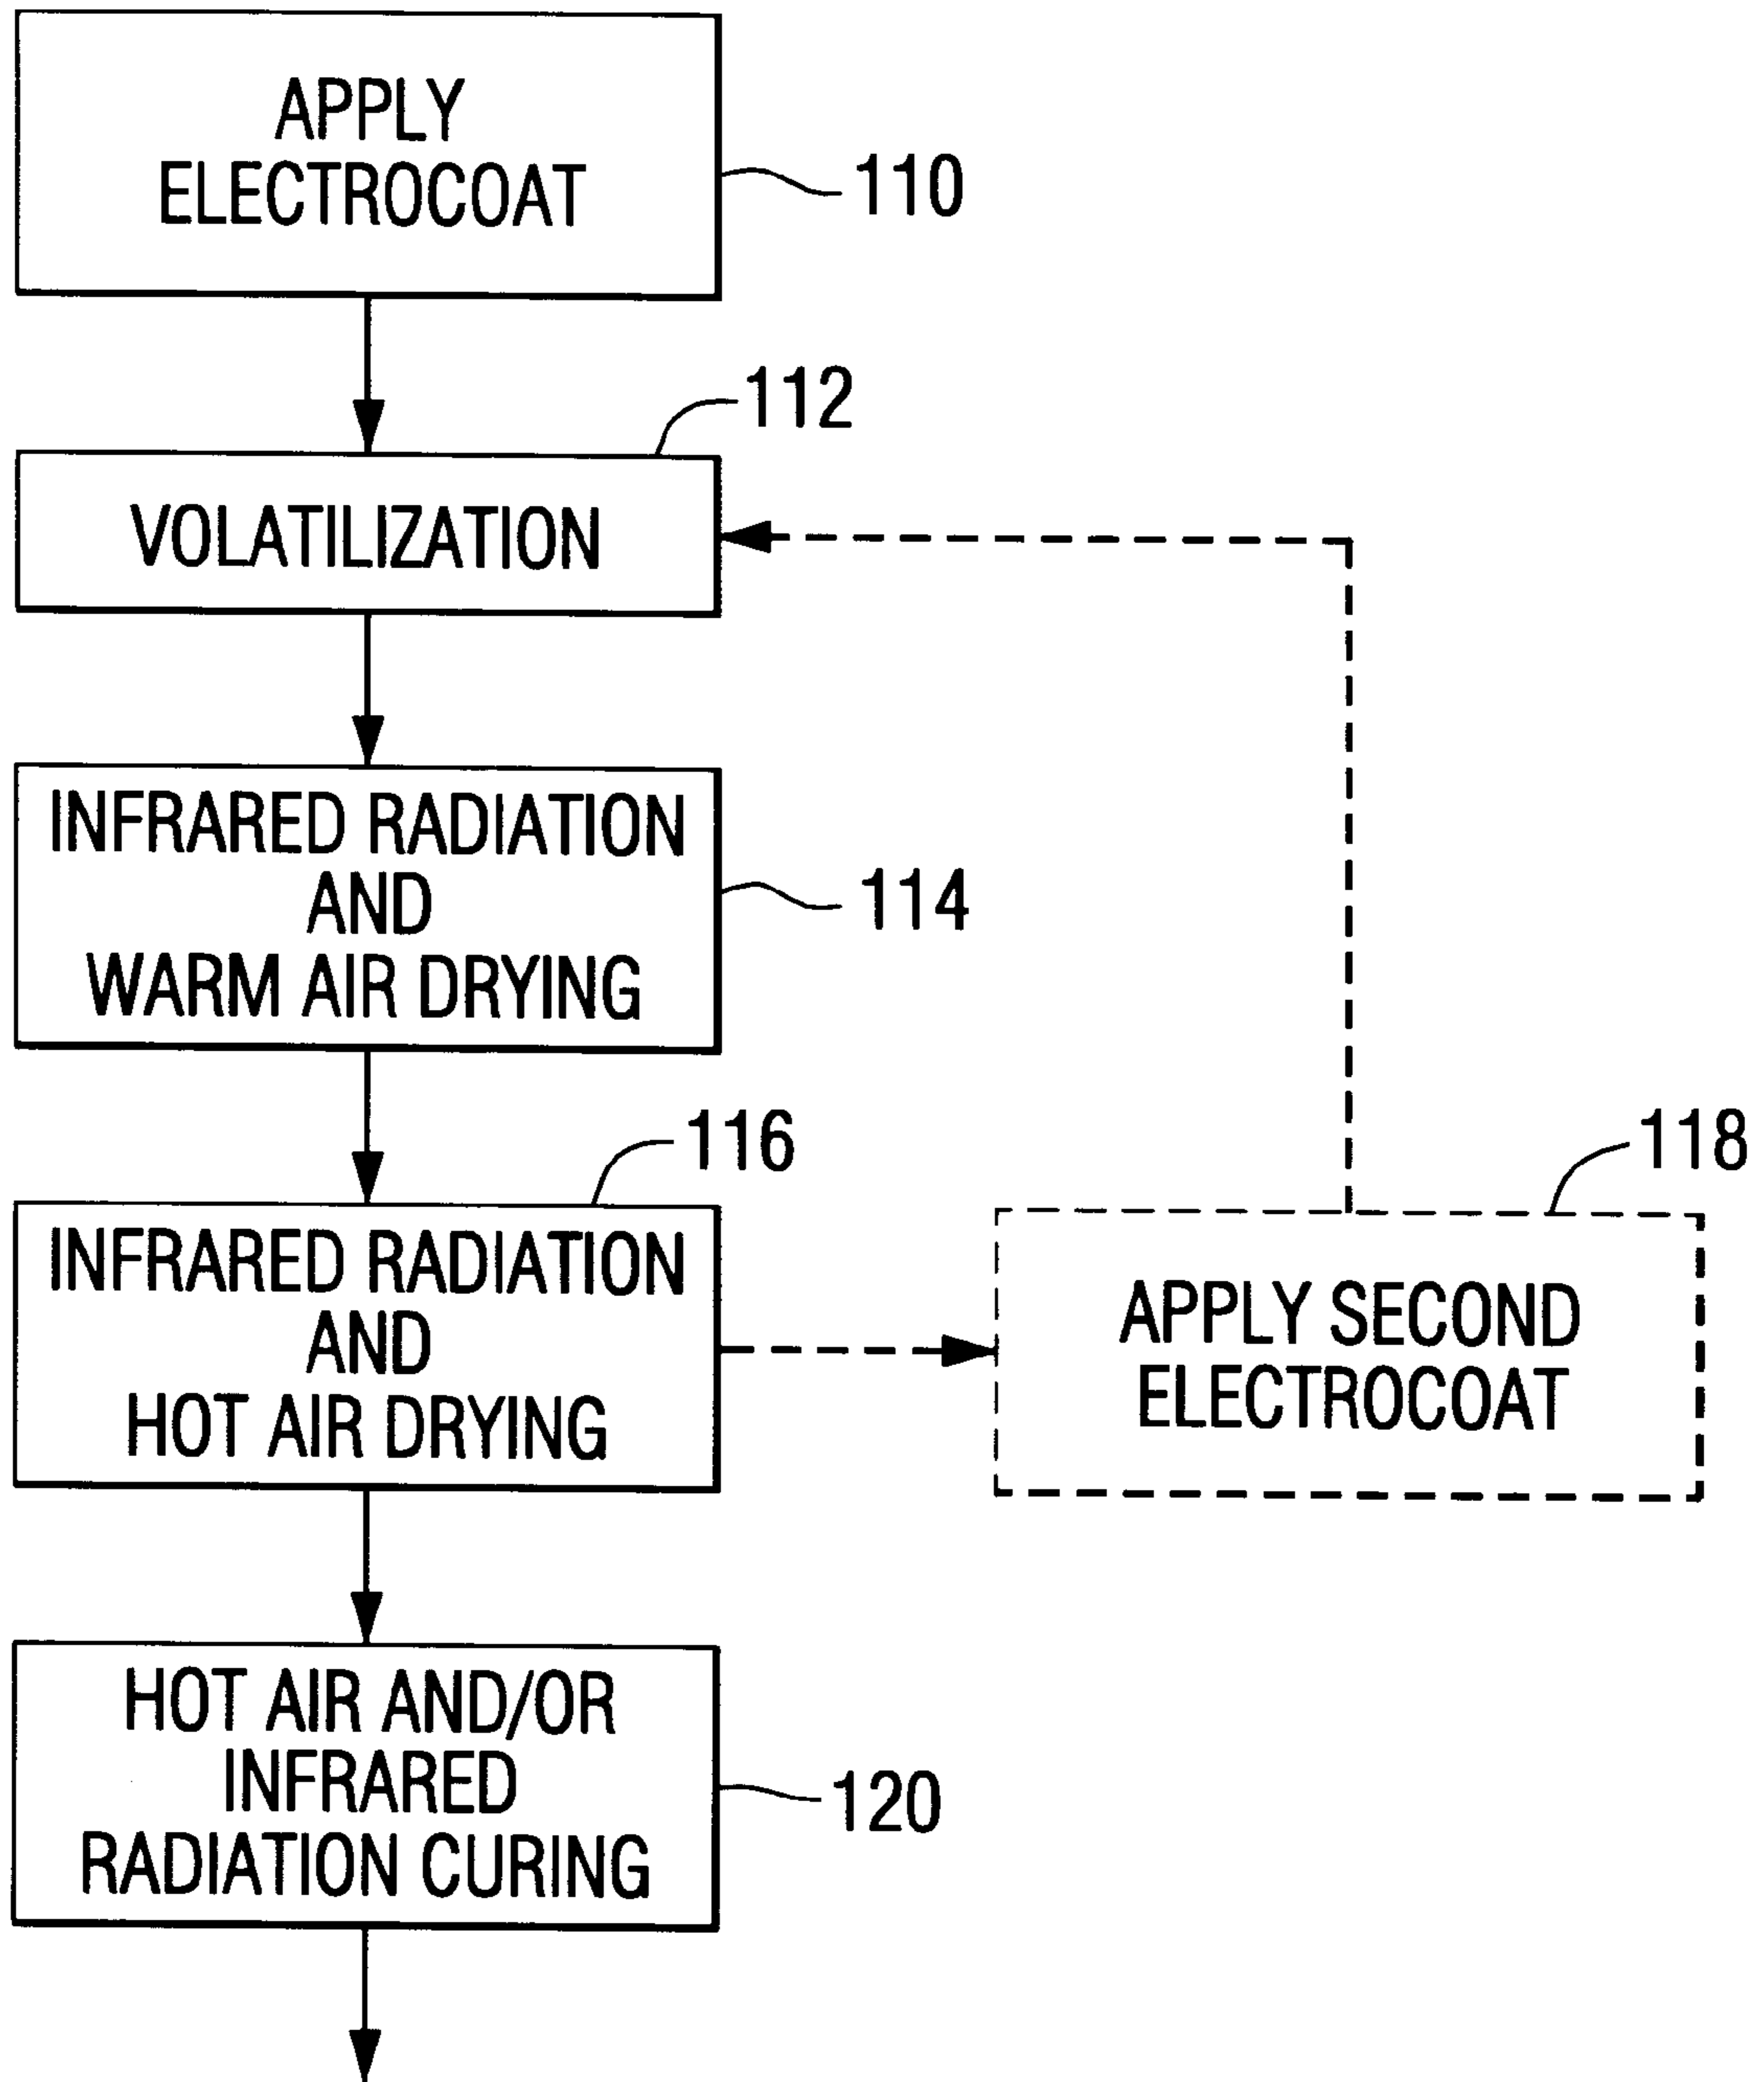 APPLY
ELECTROCOAT
110
112
VOLATILIZATION
INFRARED RADIATION
AND
WARM AIR DRYING
114
116
INFRARED RADIATION
AND
HOT AIR DRYING
118
APPLY SECOND
ELECTROCOAT
HOT AIR AND/OR
INFRARED
RADIATION CURING
120